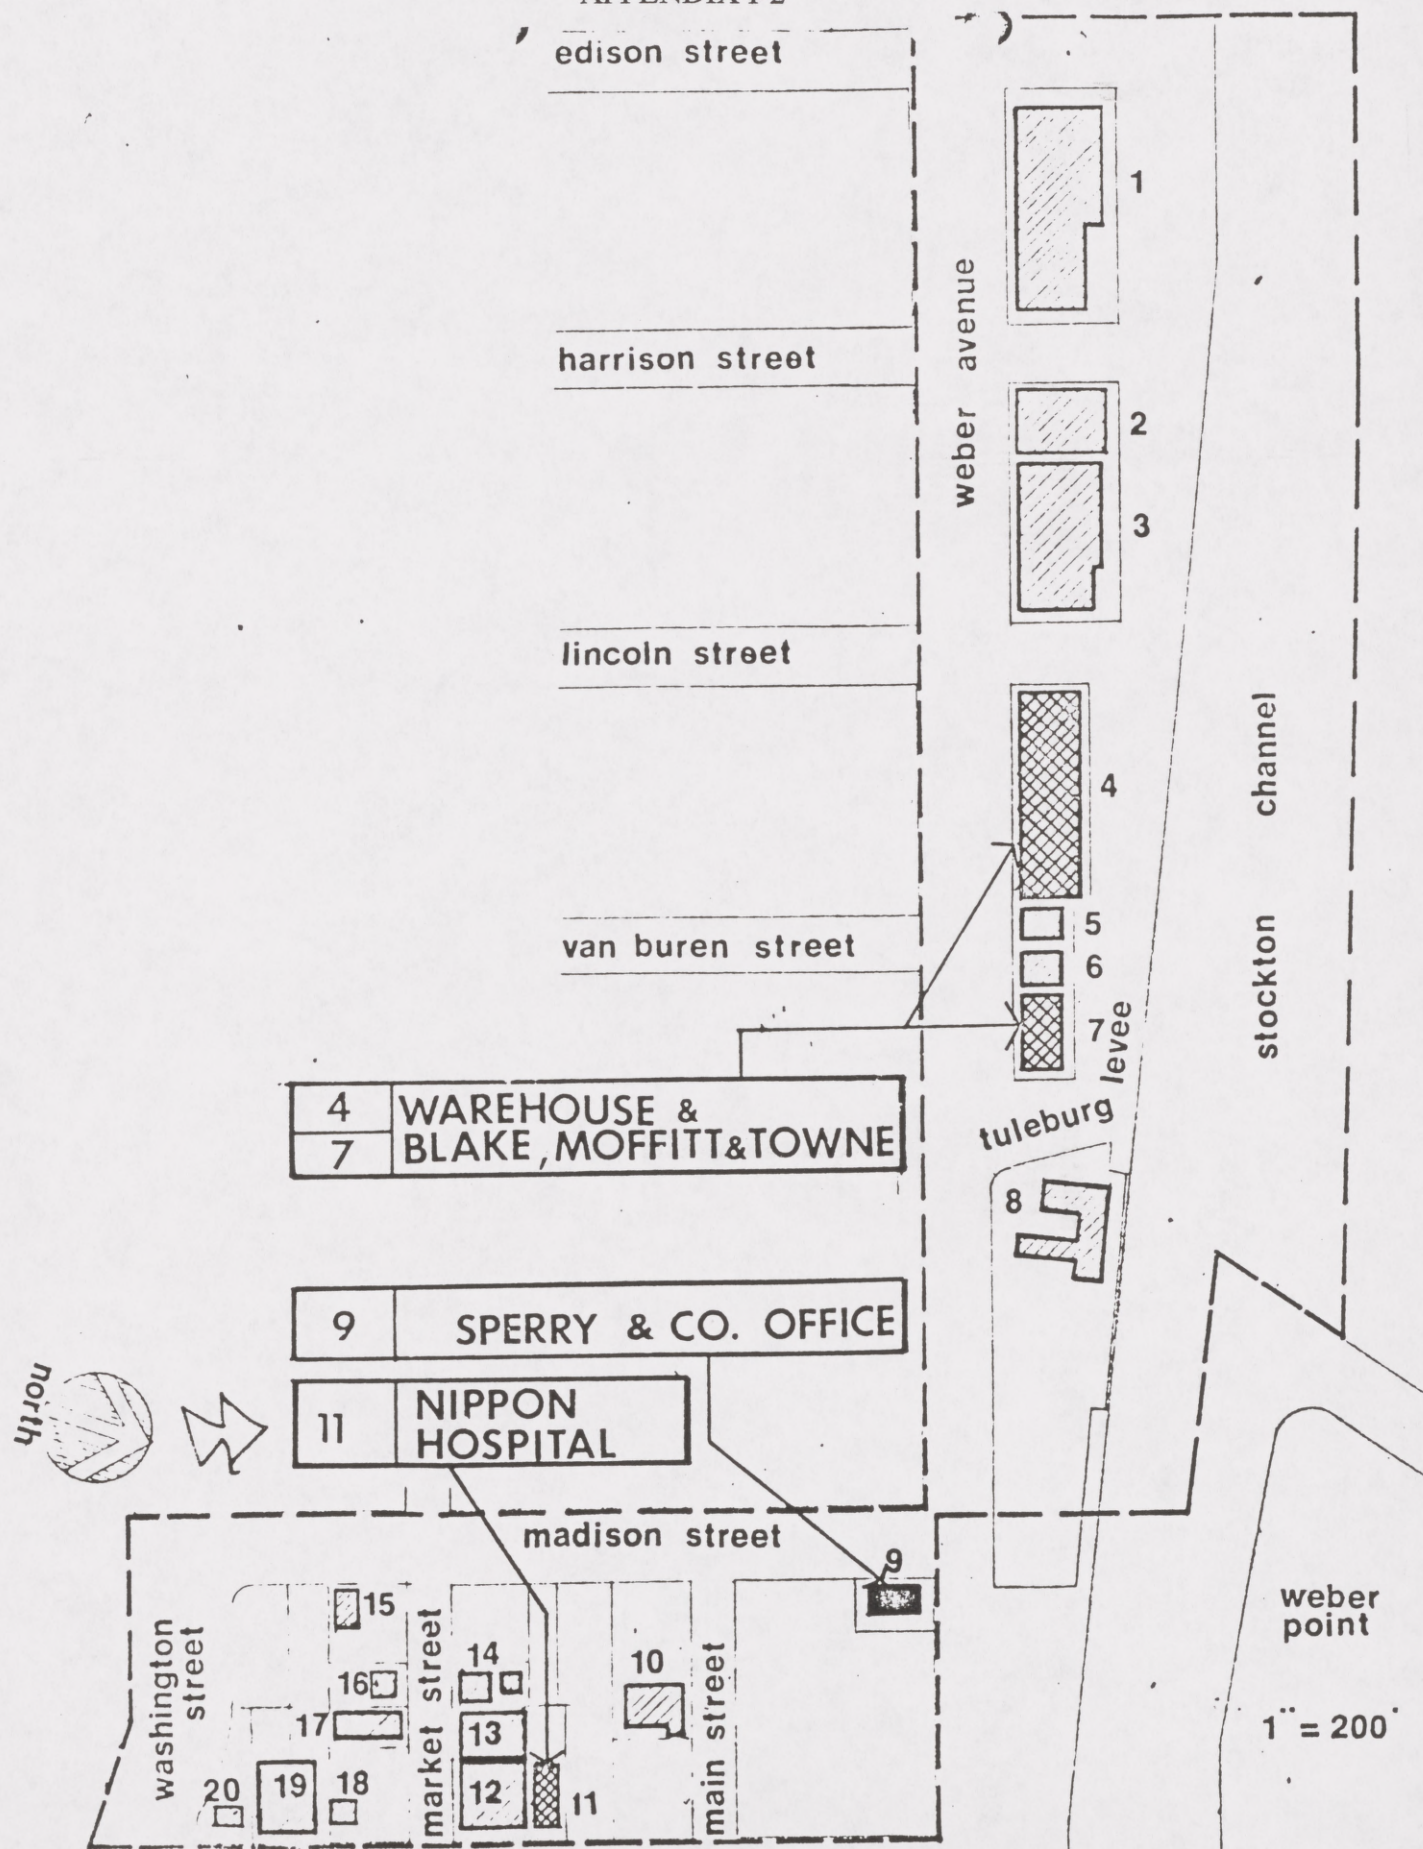 APPENDIX F2
edison street
1
weber avenue
harrison street
2
3
lincoln street
4
stockton channel
5
van buren street
6
7
levee
4 WAREHOUSE &
7 BLAKE, MOFFITT & TOWNE
tuleburg
8
9 SPERRY & CO. OFFICE
north
11 NIPPON
HOSPITAL
madison street
9
weber
point
15
washington
street
market street
14
10
main street
16
17
13
1" = 200'
20
19
18
12
11